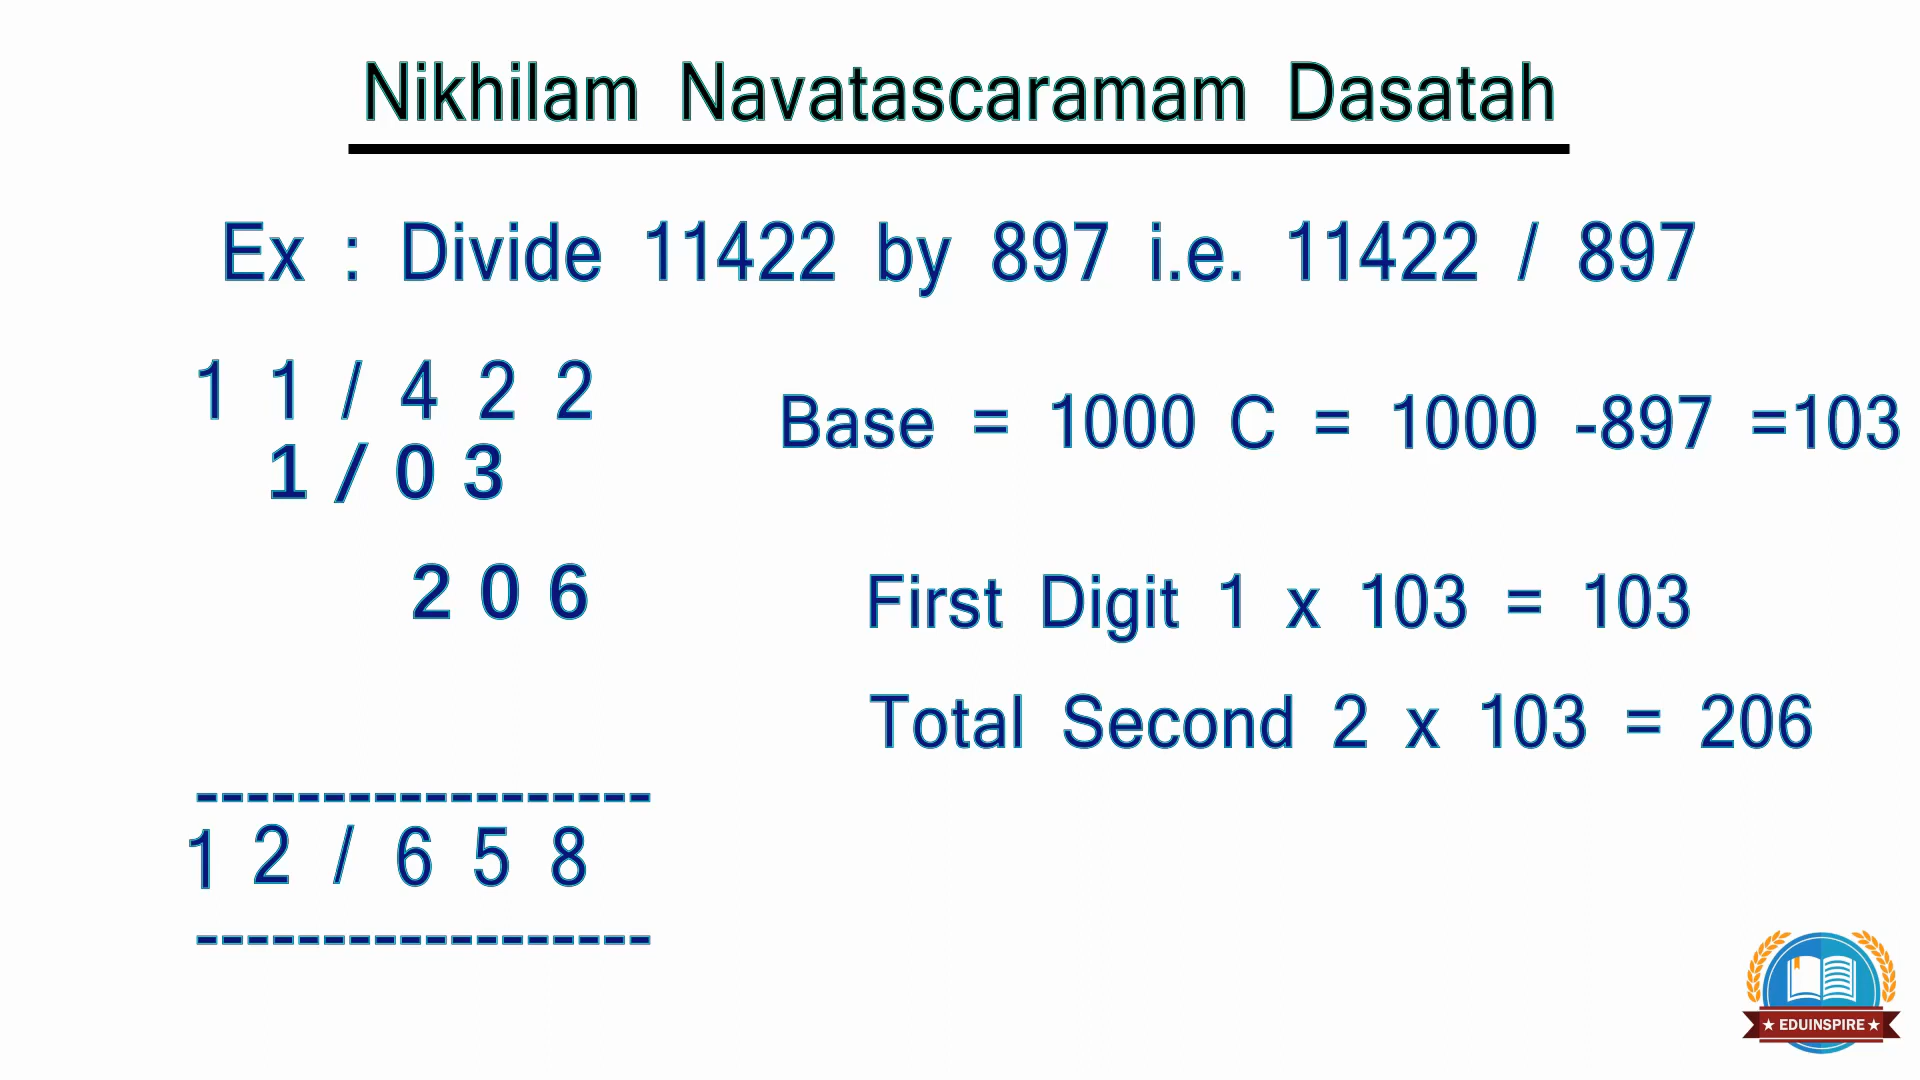 Nikhilam Navatascaramam Dasatah
Ex : Divide 11422 by 897 i.e. 11422 / 897
1 1 / 4 2 2
1 / 0 3
Base = 1000 C = 1000 -897 =103
2 0 6
First Digit 1 x 103 = 103
Total Second 2 x 103 = 206
------------------
1 2 / 6 5 8
------------------
★ EDUINSPIRE ★